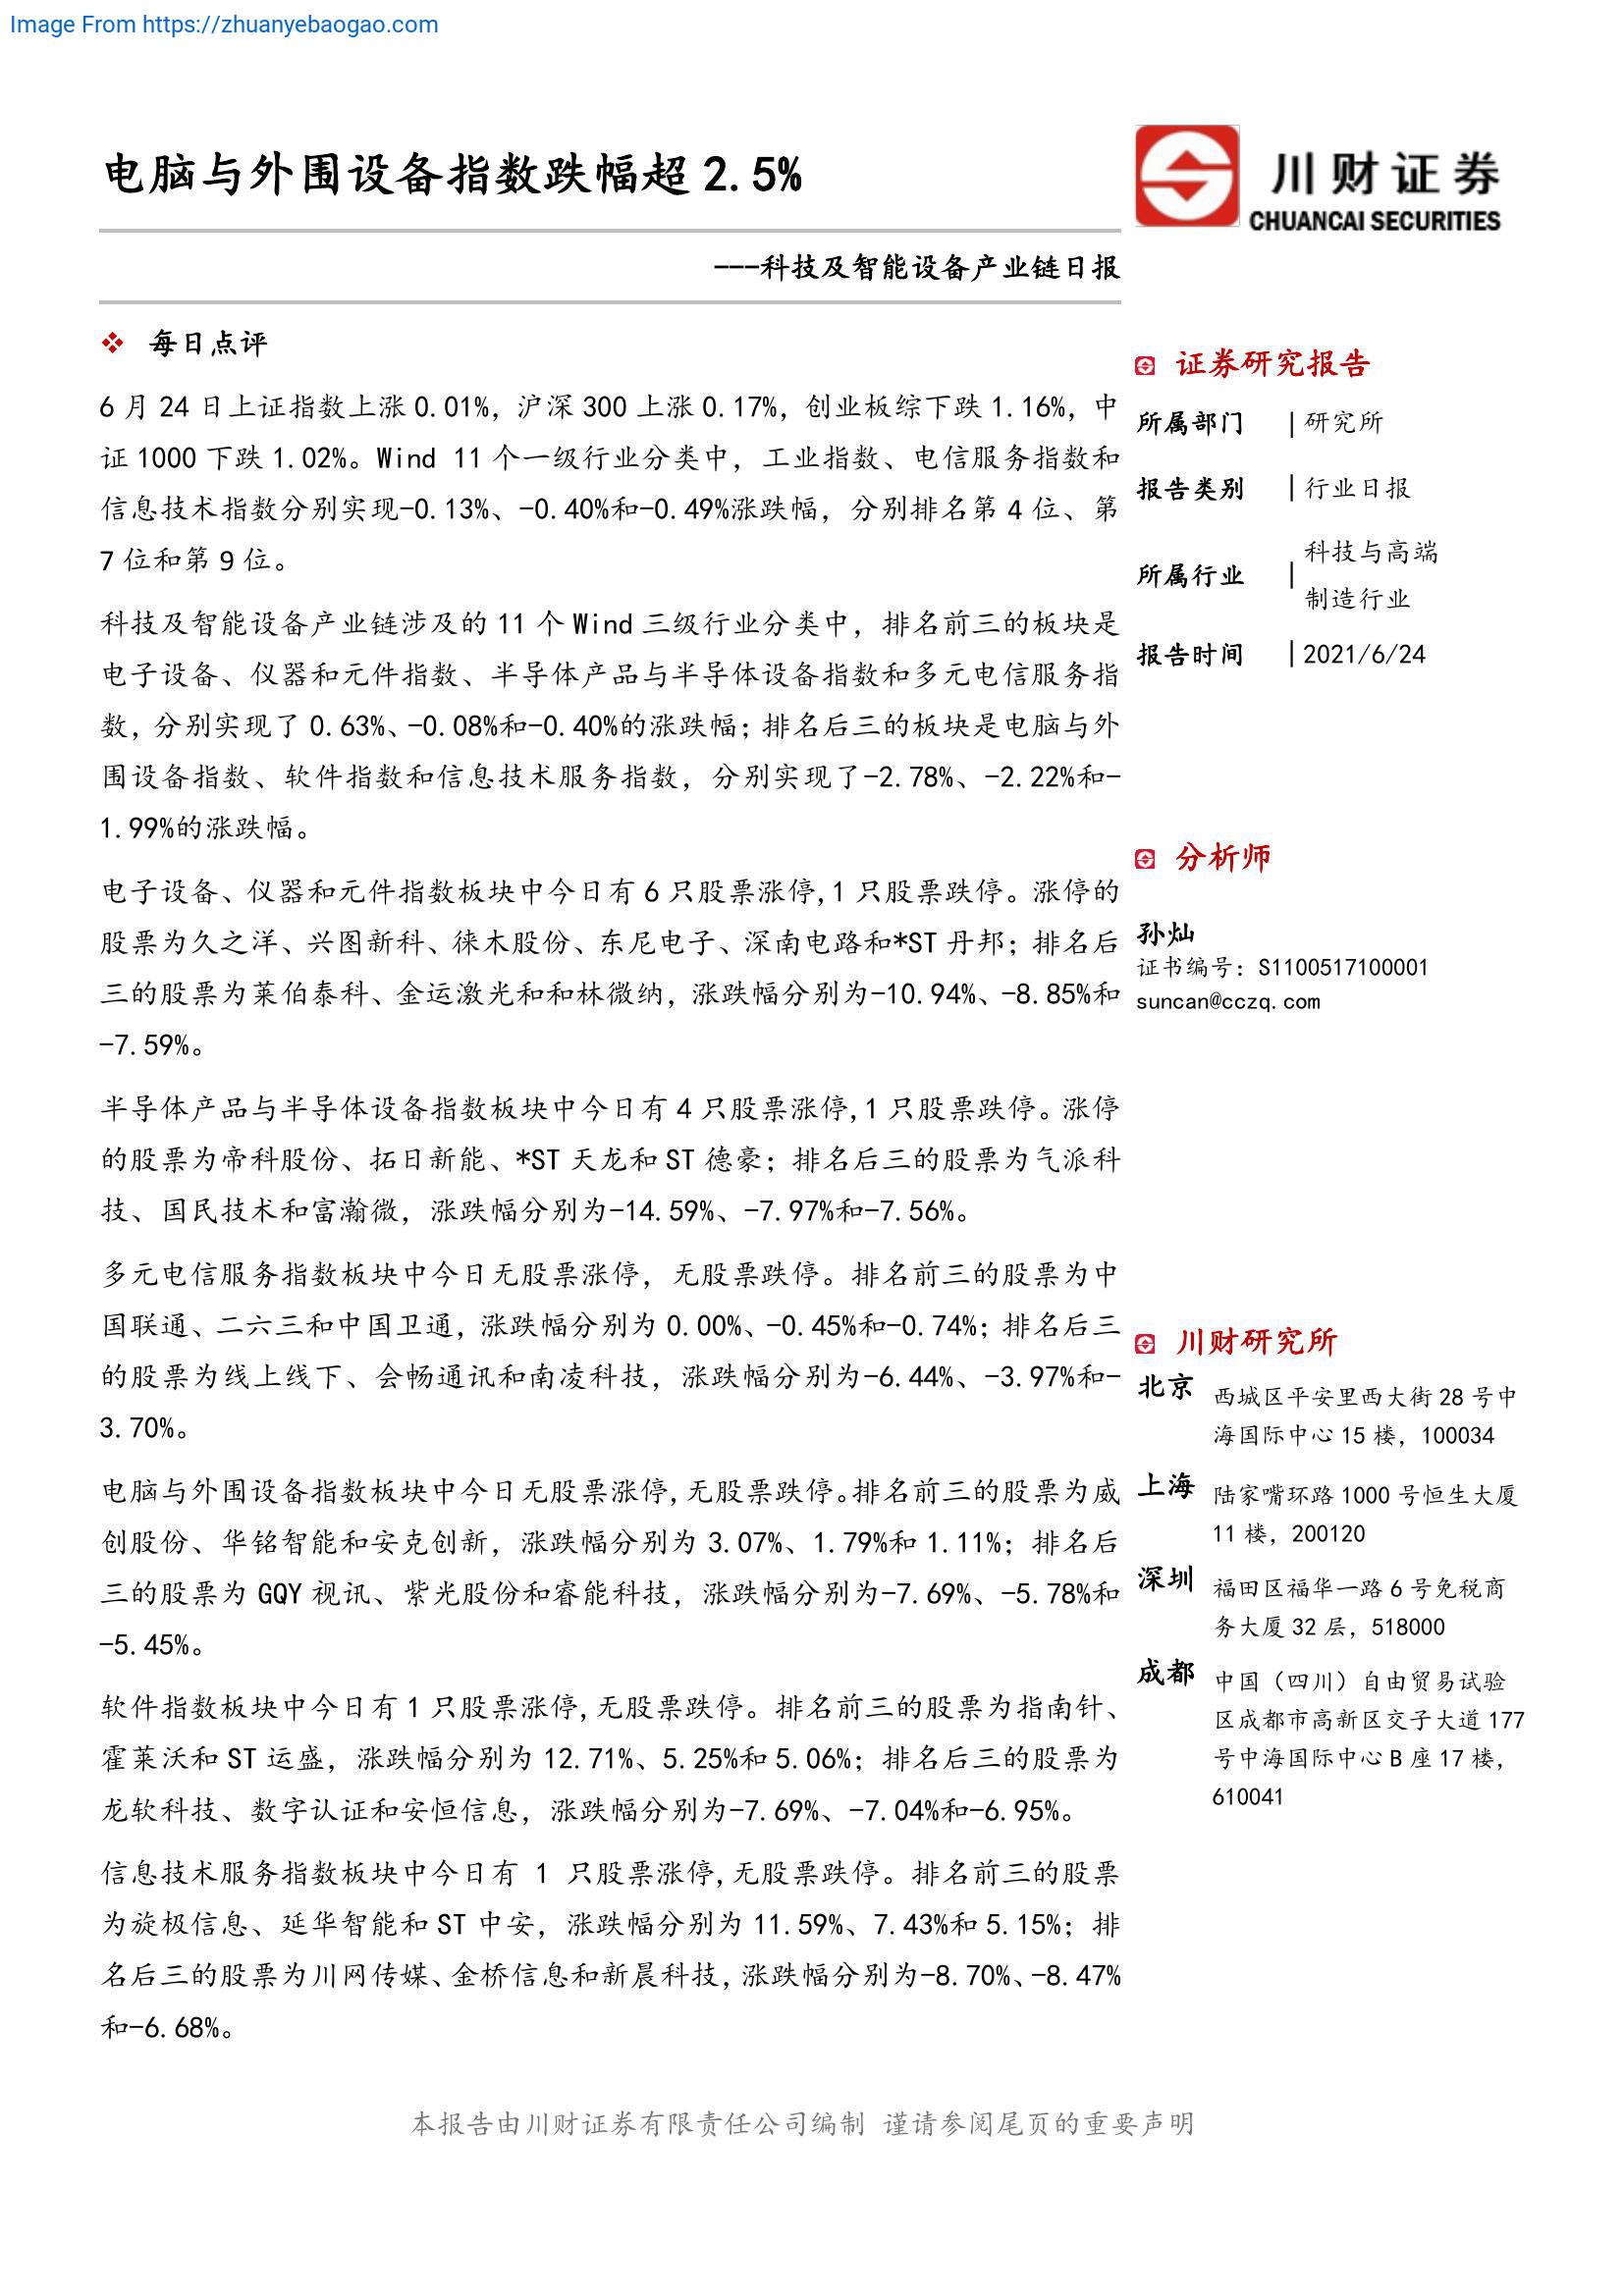 Image From https://zhuanyebaogao.com
电脑与外围设备指数跌幅超 2.5%
---科技及智能设备产业链日报
川财证券
CHUANCAI SECURITIES
❖ 每日点评
6 月 24 日上证指数上涨 0.01%，沪深 300 上涨 0.17%，创业板综下跌 1.16%，中
证 1000 下跌 1.02%。Wind 11 个一级行业分类中，工业指数、电信服务指数和
信息技术指数分别实现-0.13%、-0.40%和-0.49%涨跌幅，分别排名第 4 位、第
7 位和第 9 位。
科技及智能设备产业链涉及的 11 个 Wind 三级行业分类中，排名前三的板块是
电子设备、仪器和元件指数、半导体产品与半导体设备指数和多元电信服务指
数，分别实现了 0.63%、-0.08%和-0.40%的涨跌幅；排名后三的板块是电脑与外
围设备指数、软件指数和信息技术服务指数，分别实现了-2.78%、-2.22%和-
1.99%的涨跌幅。
电子设备、仪器和元件指数板块中今日有 6 只股票涨停,1 只股票跌停。涨停的
股票为久之洋、兴图新科、徕木股份、东尼电子、深南电路和*ST 丹邦；排名后
三的股票为莱伯泰科、金运激光和和林微纳，涨跌幅分别为-10.94%、-8.85%和
-7.59%。
半导体产品与半导体设备指数板块中今日有 4 只股票涨停,1 只股票跌停。涨停
的股票为帝科股份、拓日新能、*ST 天龙和 ST 德豪；排名后三的股票为气派科
技、国民技术和富瀚微，涨跌幅分别为-14.59%、-7.97%和-7.56%。
多元电信服务指数板块中今日无股票涨停，无股票跌停。排名前三的股票为中
国联通、二六三和中国卫通，涨跌幅分别为 0.00%、-0.45%和-0.74%；排名后三
的股票为线上线下、会畅通讯和南凌科技，涨跌幅分别为-6.44%、-3.97%和-
3.70%。
电脑与外围设备指数板块中今日无股票涨停,无股票跌停。排名前三的股票为威
创股份、华铭智能和安克创新，涨跌幅分别为 3.07%、1.79%和 1.11%；排名后
三的股票为 GQY 视讯、紫光股份和睿能科技，涨跌幅分别为-7.69%、-5.78%和
-5.45%。
软件指数板块中今日有 1 只股票涨停,无股票跌停。排名前三的股票为指南针、
霍莱沃和 ST 运盛，涨跌幅分别为 12.71%、5.25%和 5.06%；排名后三的股票为
龙软科技、数字认证和安恒信息，涨跌幅分别为-7.69%、-7.04%和-6.95%。
信息技术服务指数板块中今日有 1 只股票涨停,无股票跌停。排名前三的股票
为旋极信息、延华智能和 ST 中安，涨跌幅分别为 11.59%、7.43%和 5.15%；排
名后三的股票为川网传媒、金桥信息和新晨科技,涨跌幅分别为-8.70%、-8.47%
和-6.68%。
证券研究报告
所属部门 |研究所
报告类别 |行业日报
所属行业 |科技与高端
制造行业
报告时间 |2021/6/24
分析师
孙灿
证书编号：S1100517100001
suncan@cczq.com
川财研究所
北京 西城区平安里西大街 28 号中
海国际中心 15 楼，100034
上海 陆家嘴环路 1000 号恒生大厦
11 楼，200120
深圳 福田区福华一路 6 号免税商
务大厦 32 层，518000
成都 中国（四川）自由贸易试验
区成都市高新区交子大道 177
号中海国际中心 B 座 17 楼，
610041
本报告由川财证券有限责任公司编制 谨请参阅尾页的重要声明